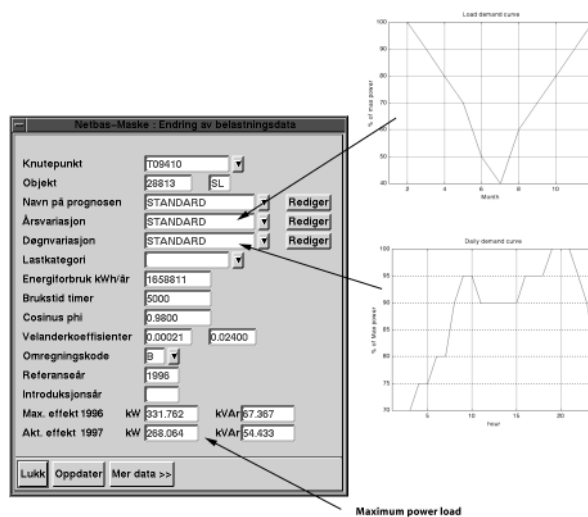 Netbas-Maske : Endring av belastningsdata
Knutepunkt T09410
Objekt 28813 SL
Navn på prognosen STANDARD Rediger
Årsvariasjon STANDARD Rediger
Døgnvariasjon STANDARD Rediger
Lastkategori
Energiforbruk kWh/år 1658811
Brukstid timer 5000
Cosinus phi 0.9800
Velanderkoeffisienter 0.00021 0.02400
Omregningskode B
Referanseår 1996
Introduksjonsår
Max. effekt 1996 kW 331.762 kVAr 67.367
Akt. effekt 1997 kW 268.064 kVAr 54.433
Lukk Oppdater Mer data >>
Maximum power load
Load demand curve
% of max power
100
90
80
70
60
50
40
2 4 6 8 10
Month
Daily demand curve
% of Max power
100
95
90
85
80
75
70
5 10 15 20
hour